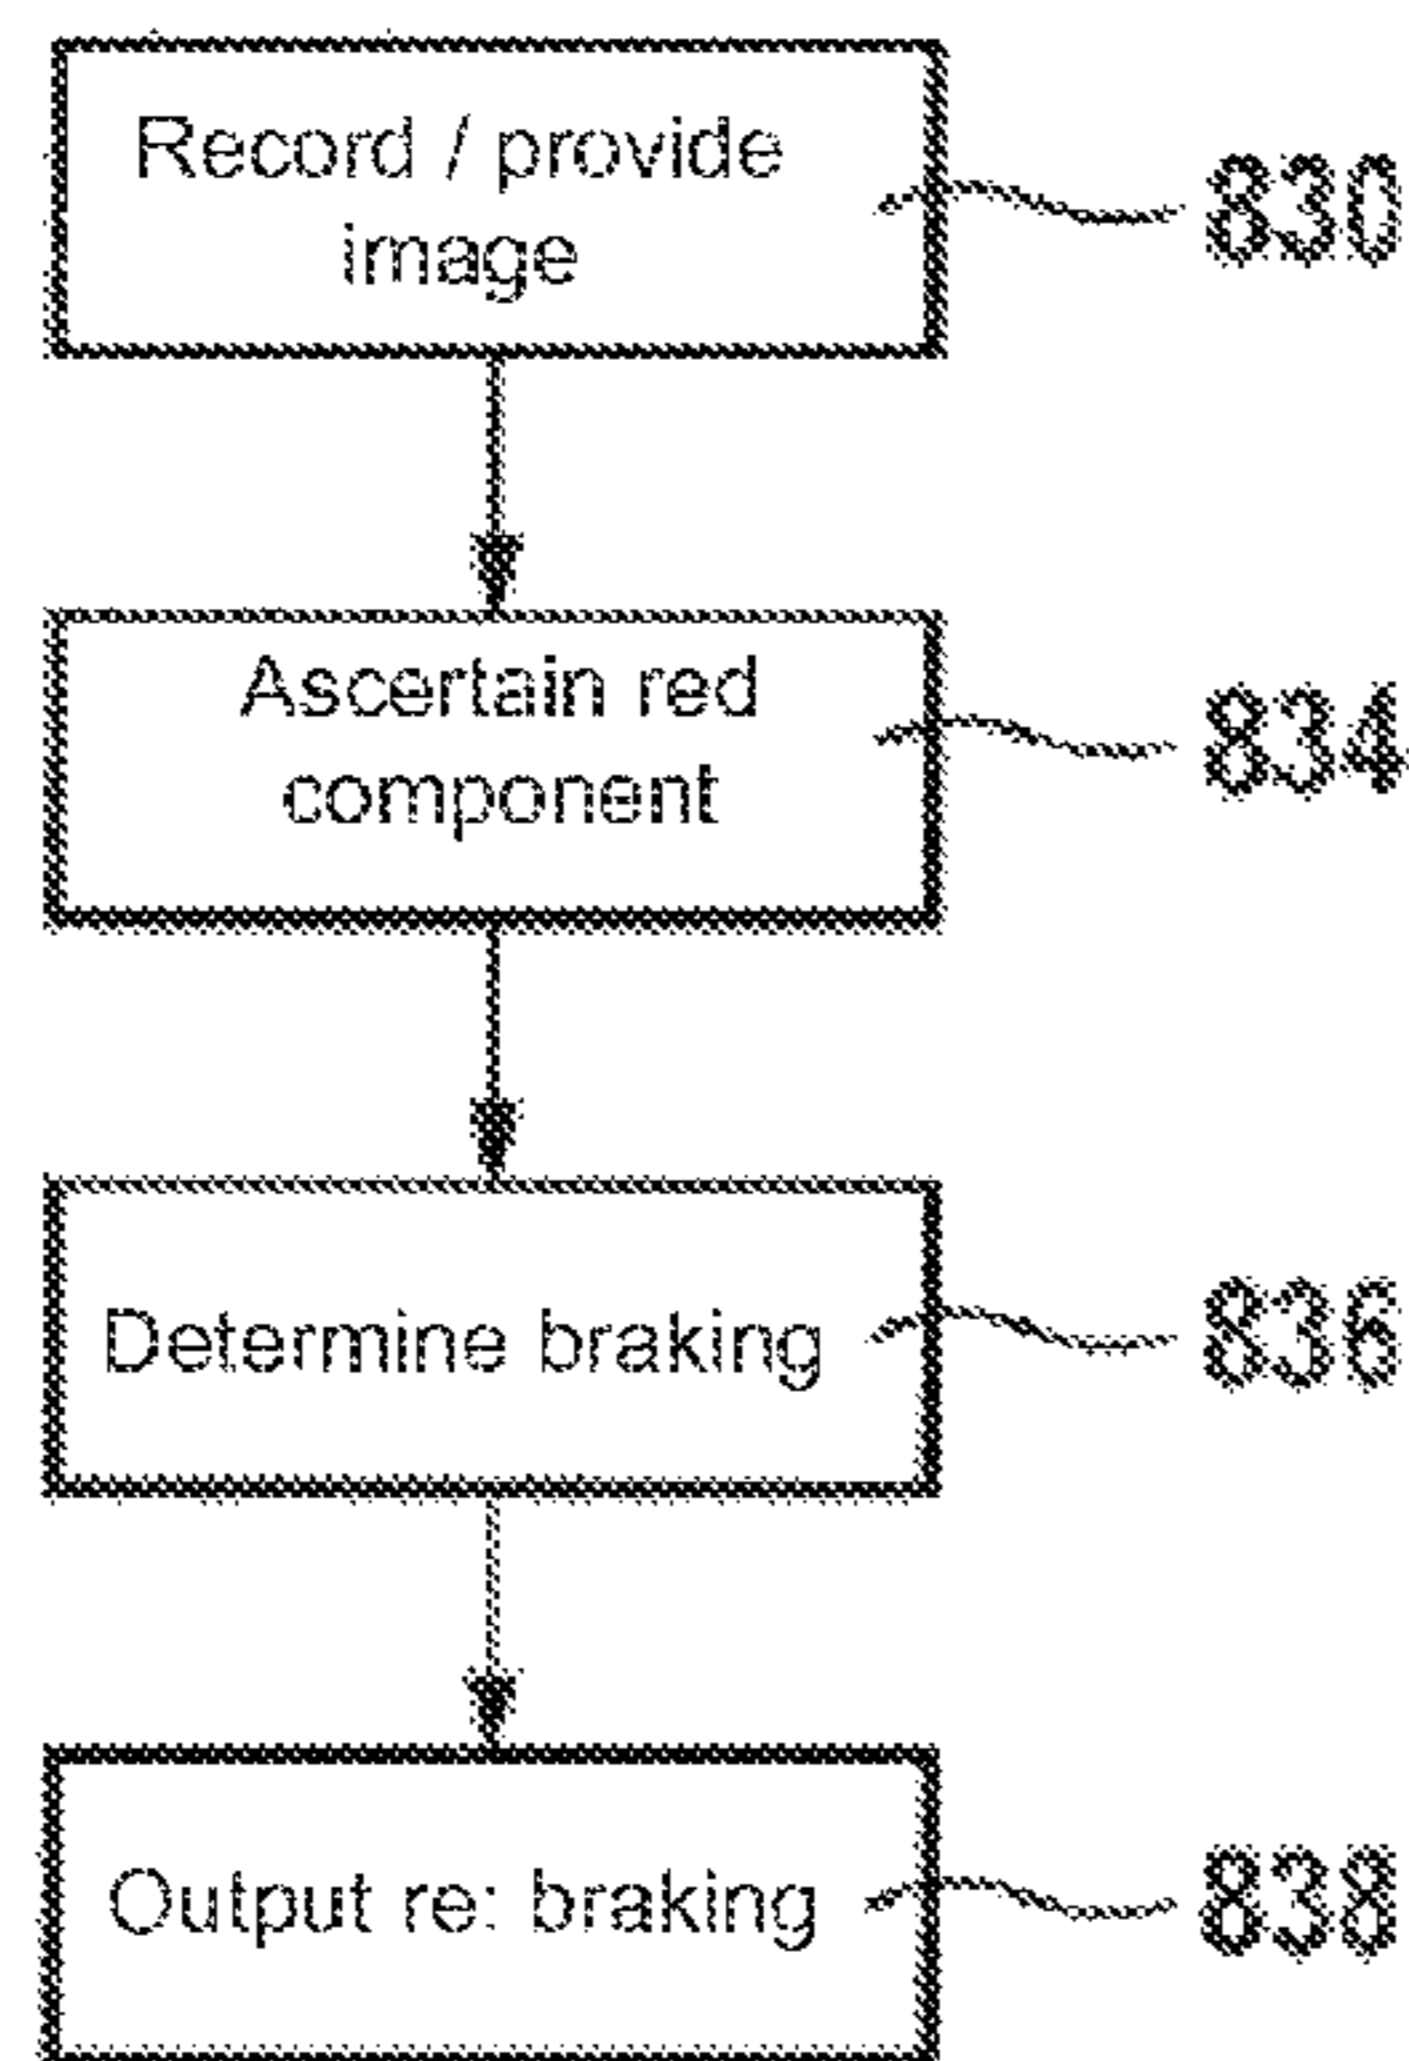 Record / provide
image
830
Ascertain red
component
834
Determine braking
836
Output re: braking
838